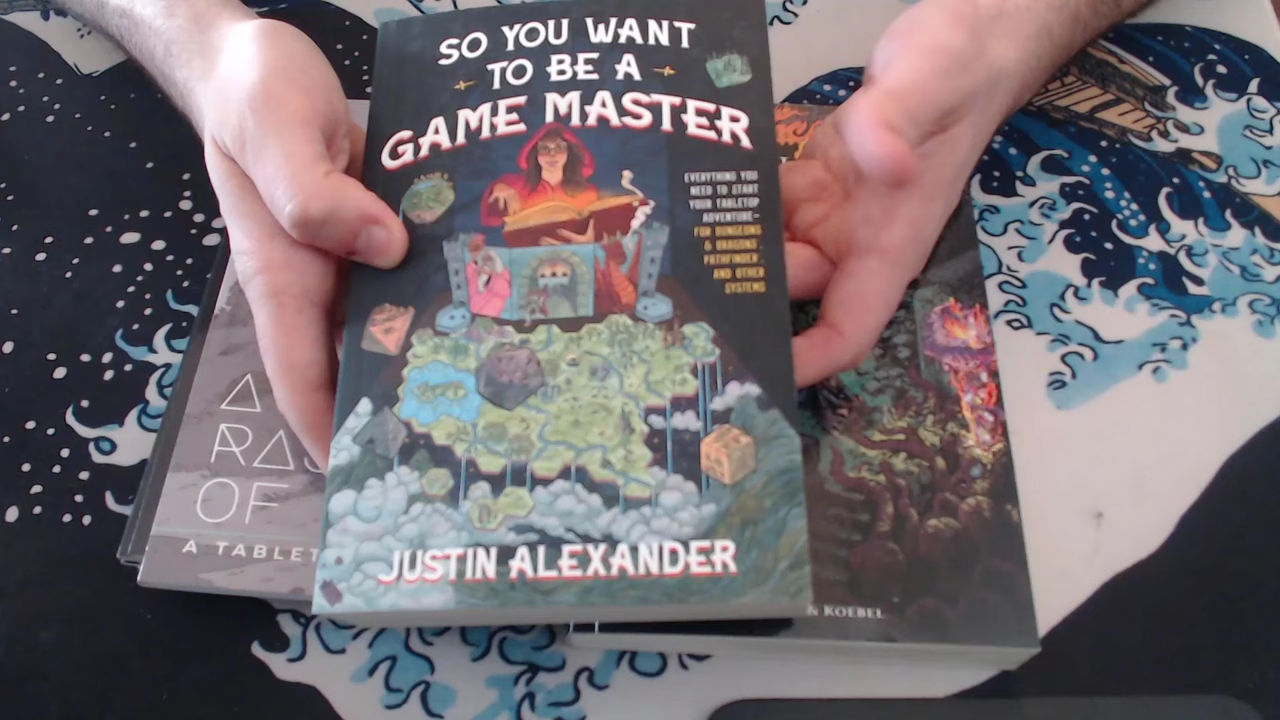 SO YOU WANT
TO BE A
GAME MASTER
EVERYTHING YOU
NEED TO START
YOUR TABLETOP
ADVENTURE—
FOR DUNGEONS
& DRAGONS,
PATHFINDER,
AND OTHER
SYSTEMS
JUSTIN ALEXANDER
A
RA
OF
A TABLET
& KOEBEL